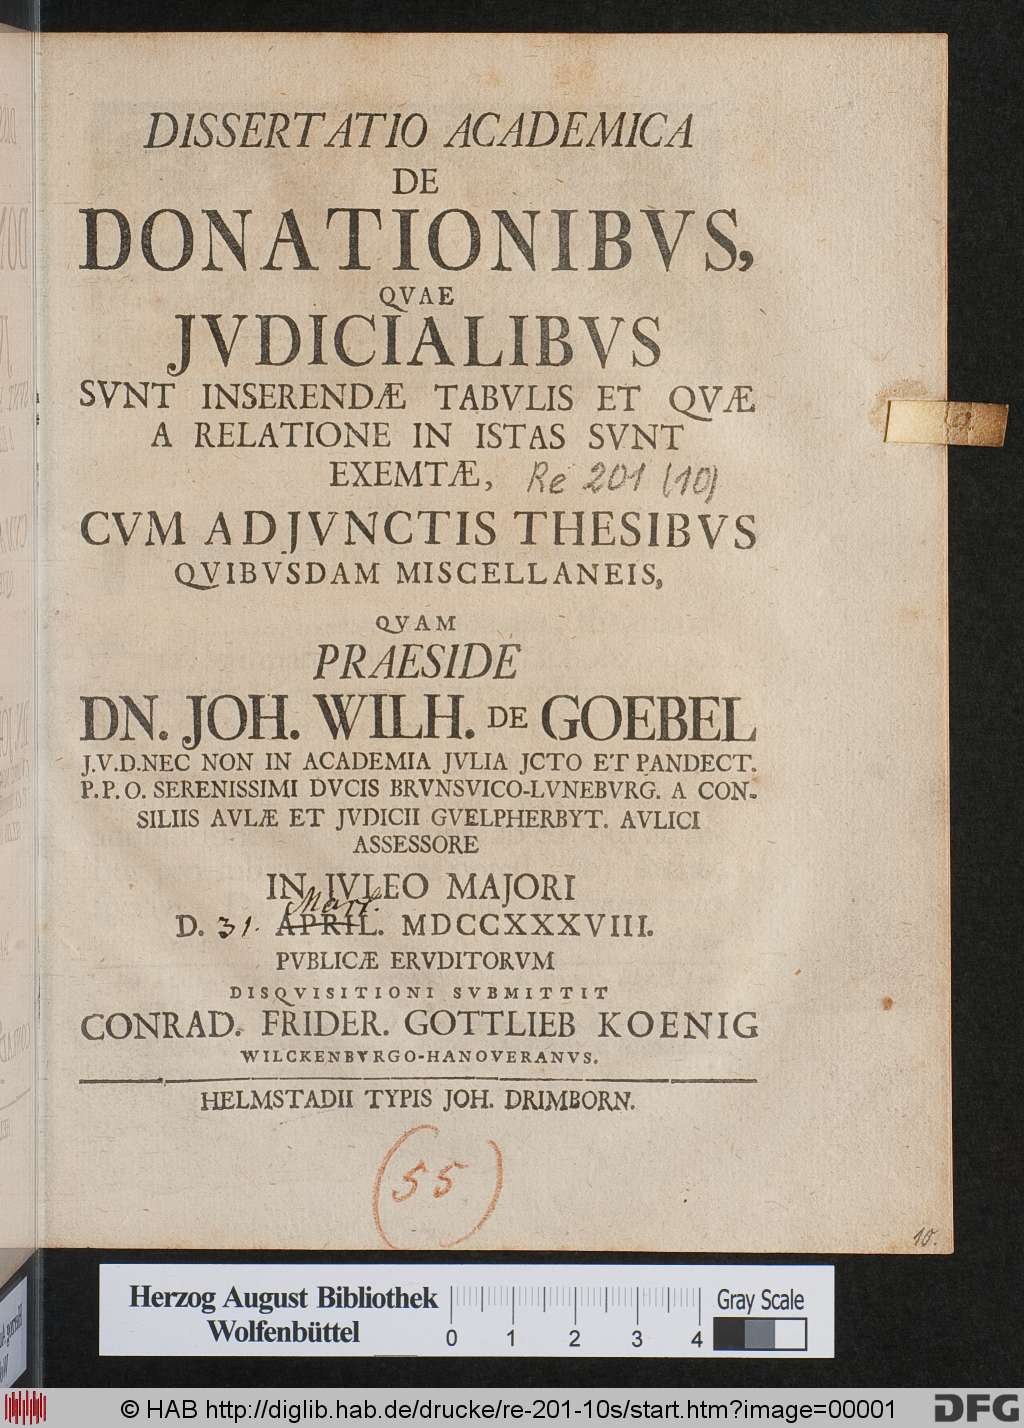 DISSERTATIO ACADEMICA
DE
DONATIONIBVS,
QVAE
JVDICIALIBVS
SVNT INSERENDÆ TABVLIS ET QVÆ
A RELATIONE IN ISTAS SVNT
EXEMTÆ, Re 201 (10)
CVM ADJVNCTIS THESIBVS
QVIBVSDAM MISCELLANEIS,
QVAM
PRAESIDE
DN. JOH. WILH. DE GOEBEL
J.V.D.NEC NON IN ACADEMIA JVLIA JCTO ET PANDECT.
P.P.O. SERENISSIMI DVCIS BRVNSVICO-LVNEBVRG. A CON-
SILIIS AVLÆ ET JVDICII GVELPHERBYT. AVLICI
ASSESSORE
IN JVLEO MAJORI
Mart.
D. 31. APRIL. MDCCXXXVIII.
PVBLICÆ ERVDITORVM
DISQVISITIONI SVBMITTIT
CONRAD. FRIDER. GOTTLIEB KOENIG
WILCKENBVRGO-HANOVERANVS.
HELMSTADII TYPIS JOH. DRIMBORN.
(55)
10.
Herzog August Bibliothek
Wolfenbüttel
0 1 2 3 4
Gray Scale
© HAB http://diglib.hab.de/drucke/re-201-10s/start.htm?image=00001
DFG